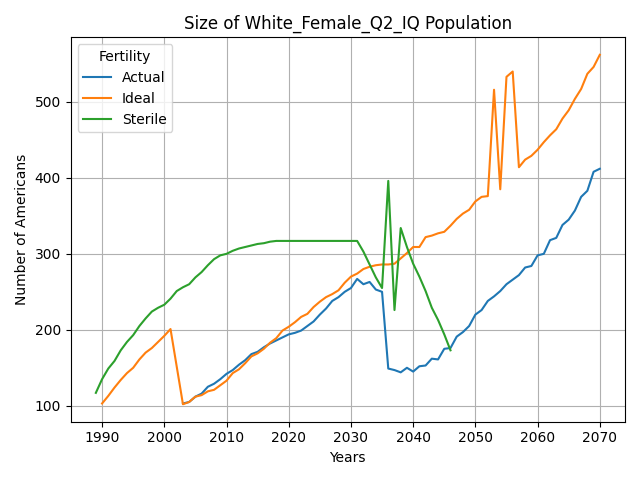 Size of White_Female_Q2_IQ Population
Fertility
Actual
Ideal
Sterile
Number of Americans
500
400
300
200
100
1990 2000 2010 2020 2030 2040 2050 2060 2070
Years